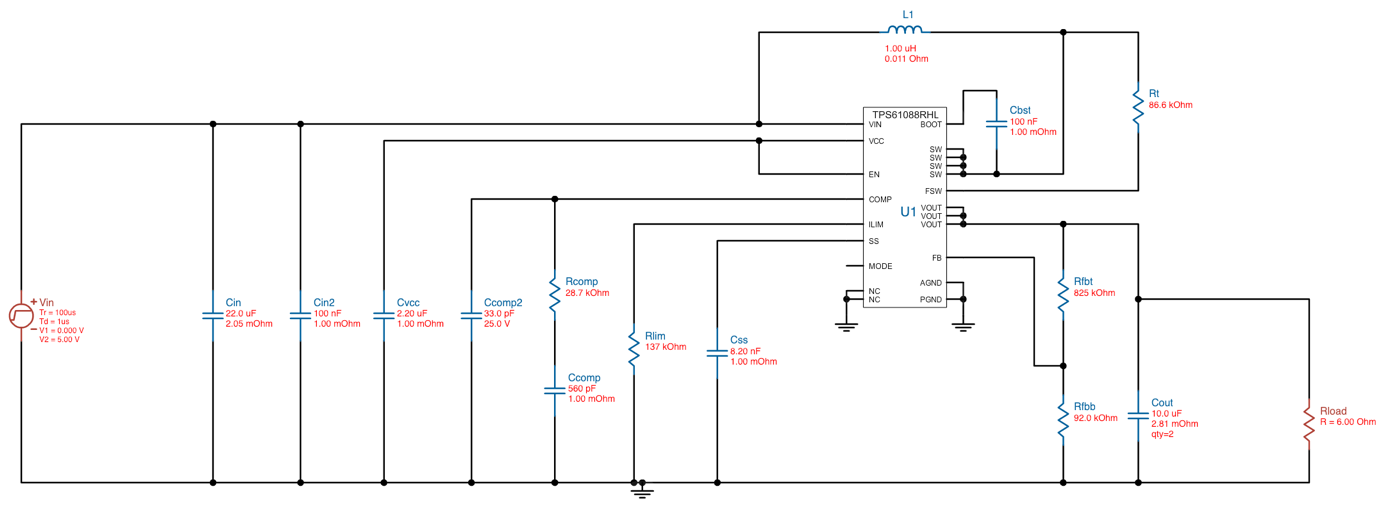 L1
1.00 uH
0.011 Ohm
Rt
86.6 kOhm
Cbst
100 nF
1.00 mOhm
TPS61088RHL
VIN
BOOT
VCC
SW
SW
SW
EN
SW
FSW
COMP
VOUT
U1
VOUT
ILIM
VOUT
SS
FB
MODE
AGND
NC
NC
PGND
Vin
Tr = 100us
Td = 1us
V1 = 0.000 V
V2 = 5.00 V
Cin
22.0 uF
2.05 mOhm
Cin2
100 nF
1.00 mOhm
Cvcc
2.20 uF
1.00 mOhm
Ccomp2
33.0 pF
25.0 V
Rcomp
28.7 kOhm
Ccomp
560 pF
1.00 mOhm
Rlim
137 kOhm
Css
8.20 nF
1.00 mOhm
Rfbt
825 kOhm
Rfbb
92.0 kOhm
Cout
10.0 uF
2.81 mOhm
qty=2
Rload
R = 6.00 Ohm